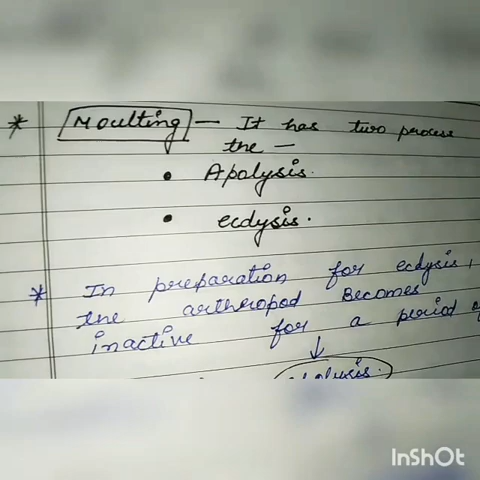 * Moulting — It has two process
the —
• Apolysis.
• ecdysis.
* In preparation for ecdysis,
the arthropod Becomes
inactive for a period of
↓
InShOt